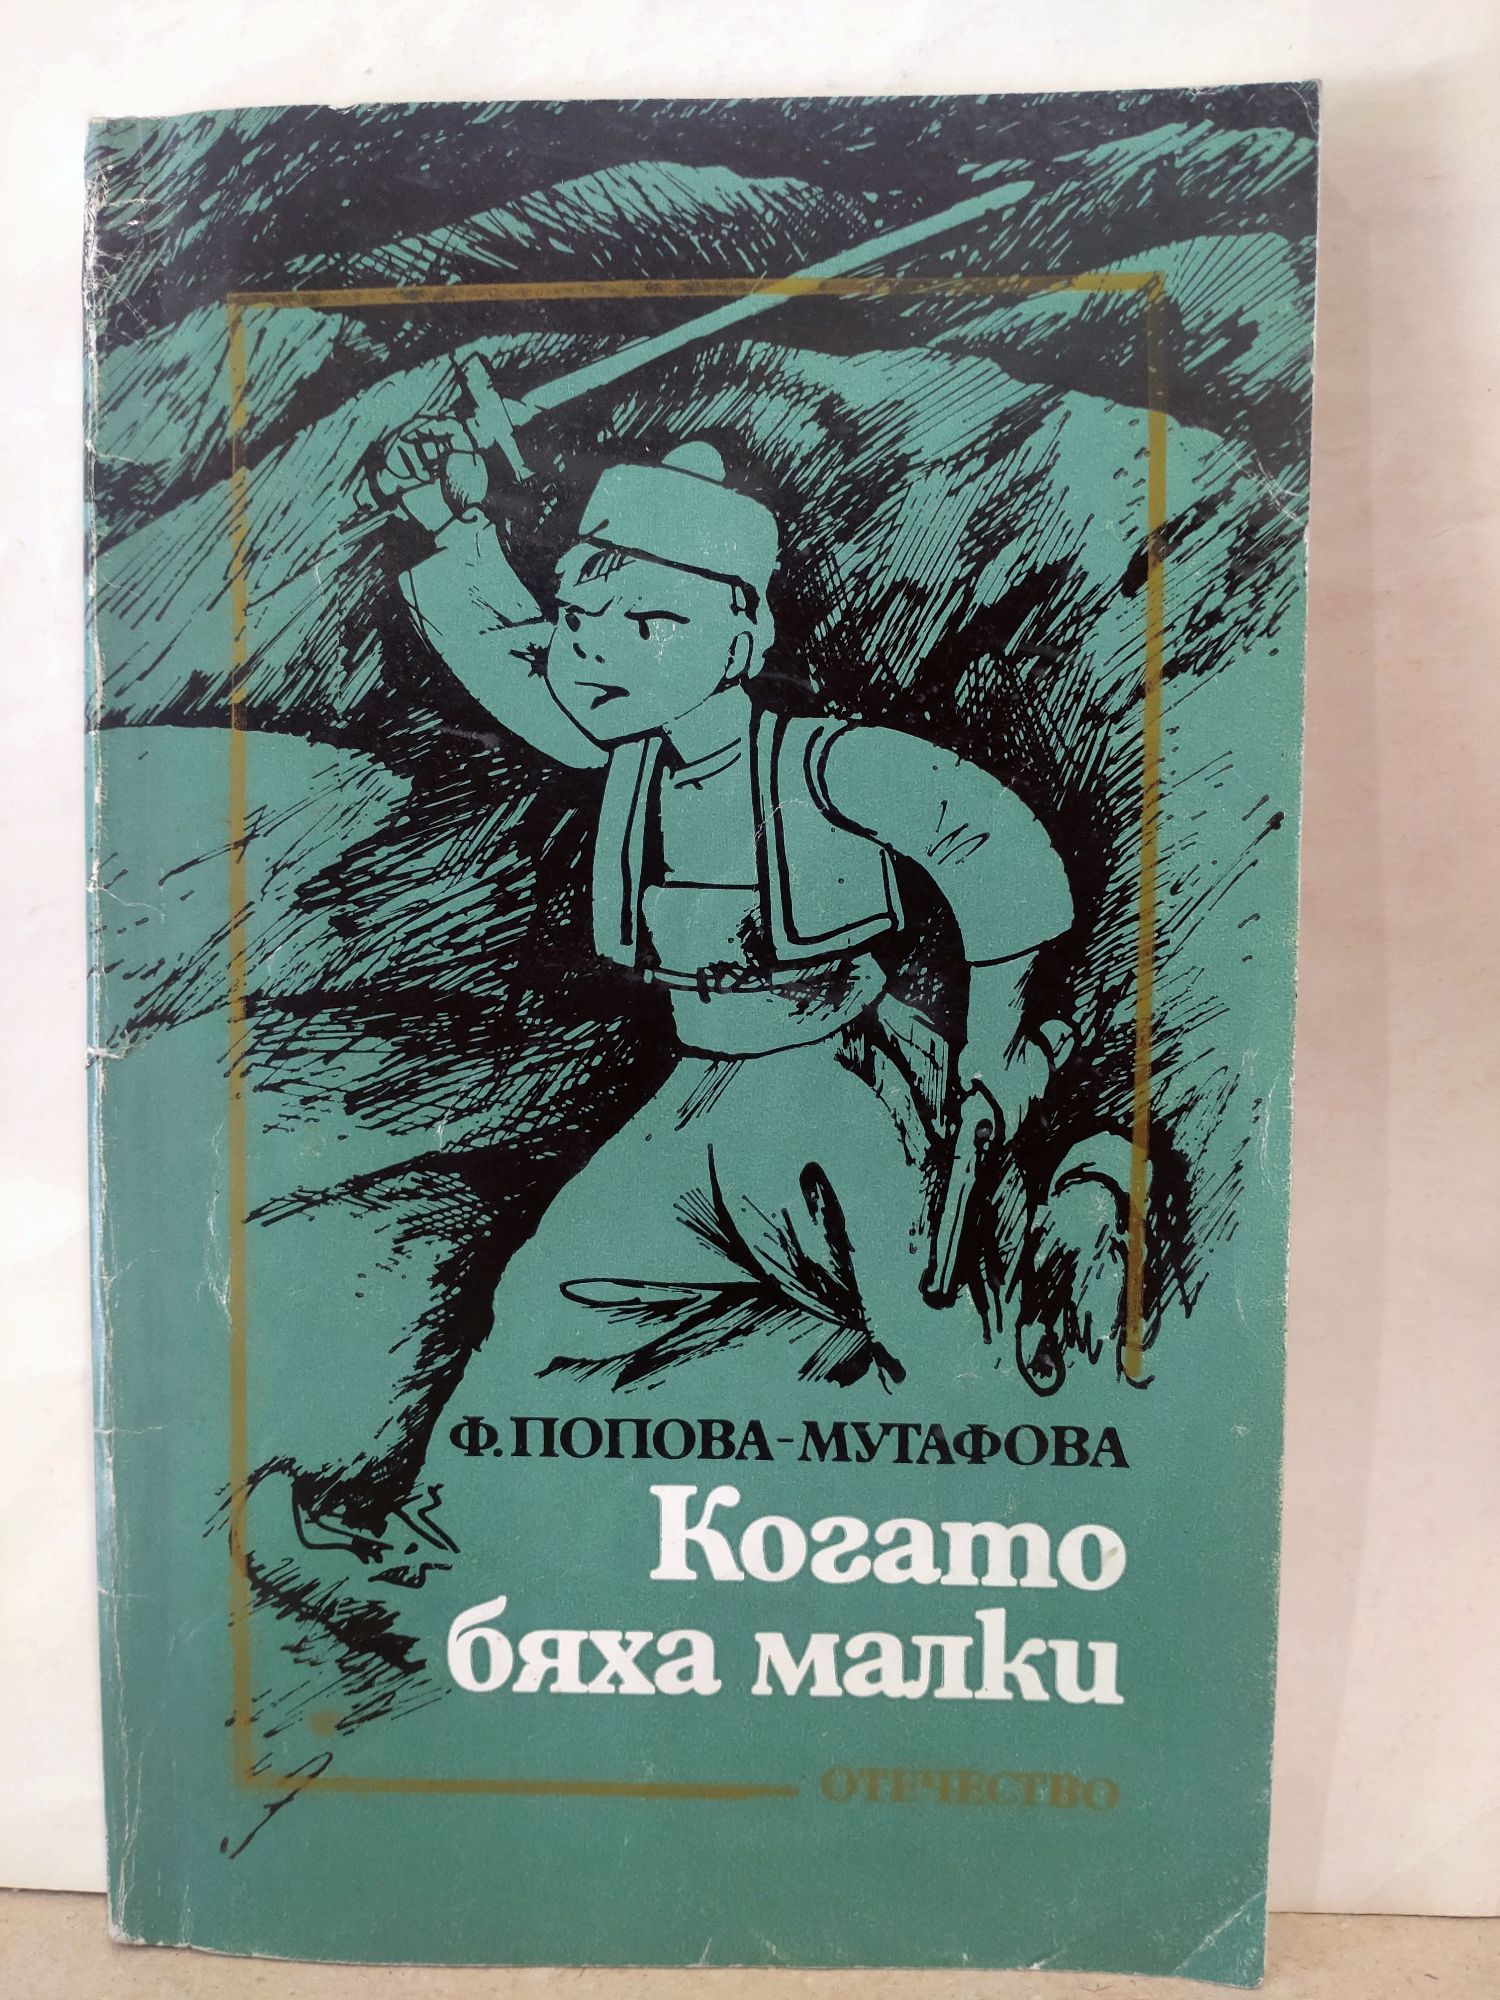 Ф. ПОПОВА-МУТАФОВА
Когато
бяха малки
ОТЕЧЕСТВО